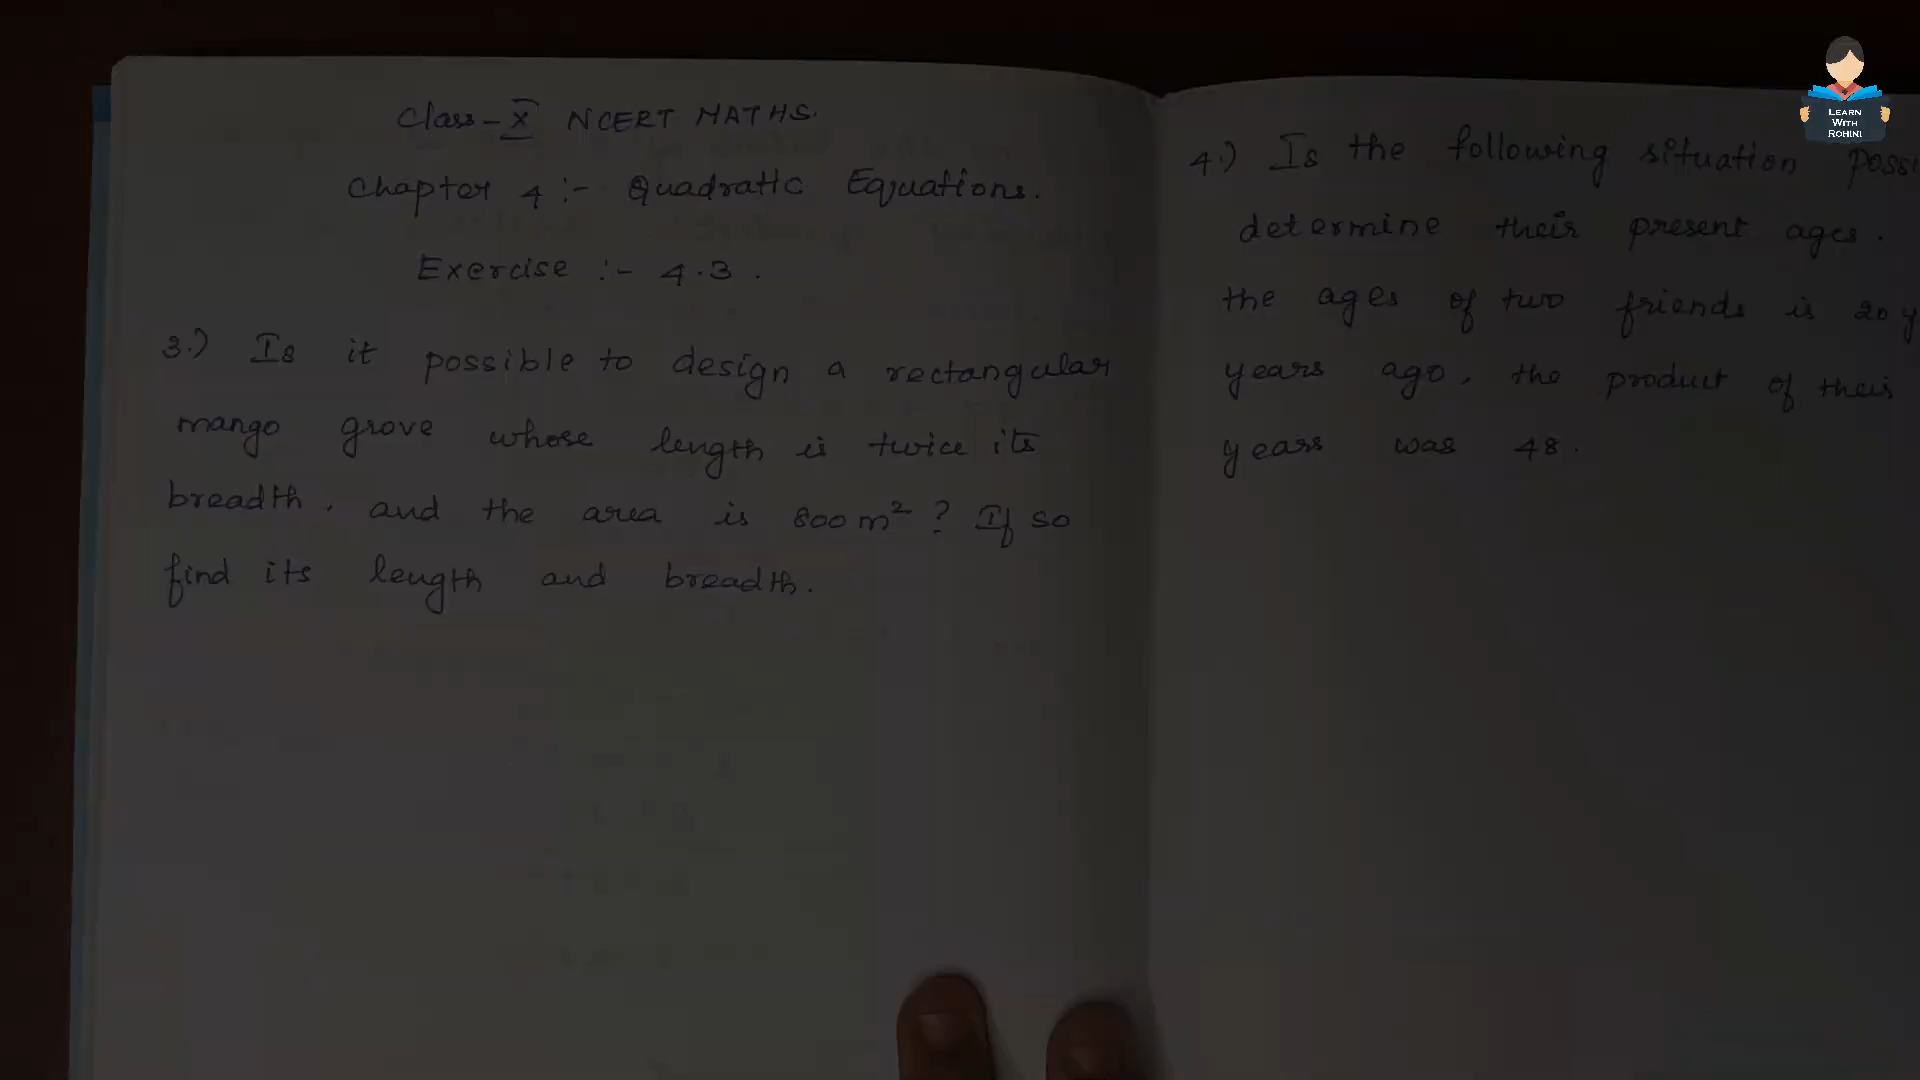 Class - X NCERT MATHS.
Chapter 4 :- Quadratic Equations.
Exercise :- 4.3 .
3.) Is it possible to design a rectangular
mango grove whose length is twice its
breadth, and the area is 800 m² ? If so
find its length and breadth.
4.) Is the following situation
determine their present ages.
the ages of two friends is 20
years ago, the product of their
years was 48.
LEARN
WITH
ROHINI